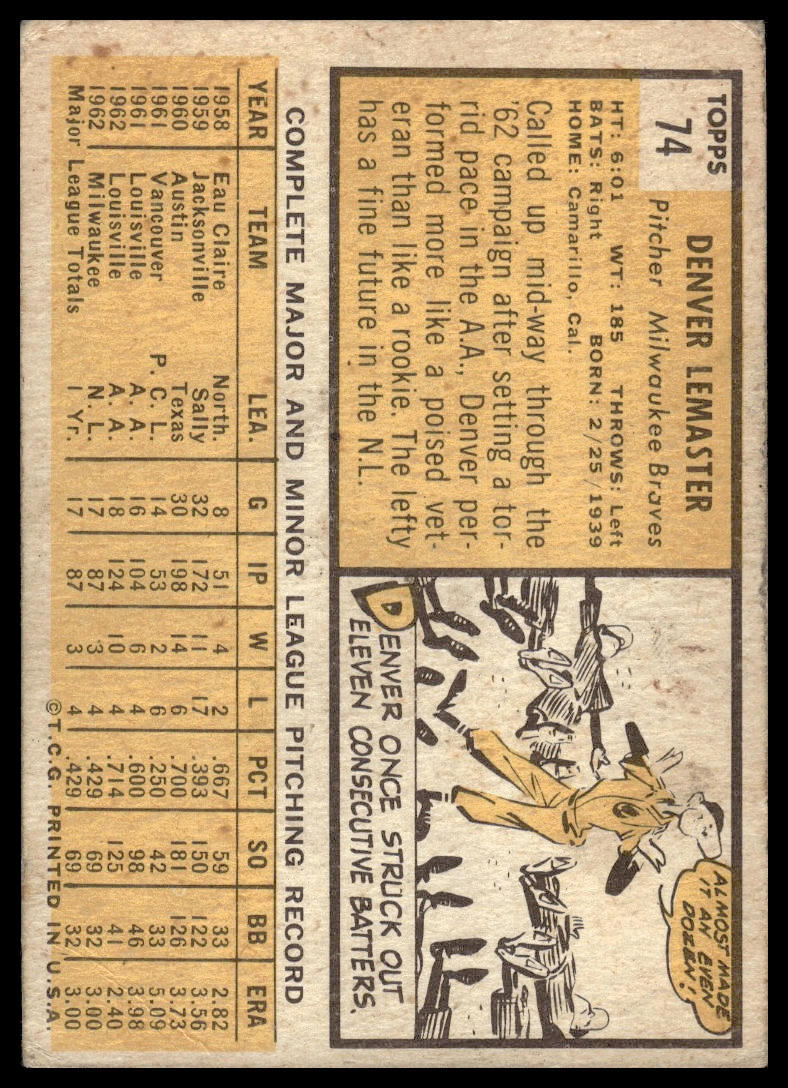 TOPPS
74
DENVER LEMASTER
Pitcher Milwaukee Braves
HT: 6:01 WT: 185 THROWS: Left
BATS: Right BORN: 2/25/1939
HOME: Camarillo, Cal.
Called up mid-way through the
'62 campaign after setting a tor-
rid pace in the A.A., Denver per-
formed more like a poised vet-
eran than like a rookie. The lefty
has a fine future in the N.L.
ALMOST MADE
IT AN EVEN
DOZEN!
DENVER ONCE STRUCK OUT
ELEVEN CONSECUTIVE BATTERS.
COMPLETE MAJOR AND MINOR LEAGUE PITCHING RECORD
YEAR TEAM LEA. G IP W L PCT SO BB ERA
1958 Eau Claire North. 8 51 4 2 .667 59 33 2.82
1959 Jacksonville Sally 32 172 11 17 .393 150 122 3.56
1960 Austin Texas 30 198 14 6 .700 181 126 3.73
1961 Vancouver P.C.L. 14 53 2 6 .250 42 33 5.09
1961 Louisville A.A. 16 104 6 4 .600 98 46 3.98
1962 Louisville A.A. 18 124 10 4 .714 125 41 2.40
1962 Milwaukee N.L. 17 87 3 4 .429 69 32 3.00
Major League Totals 1 Yr. 17 87 3 4 .429 69 32 3.00
©T.C.G. PRINTED IN U.S.A.